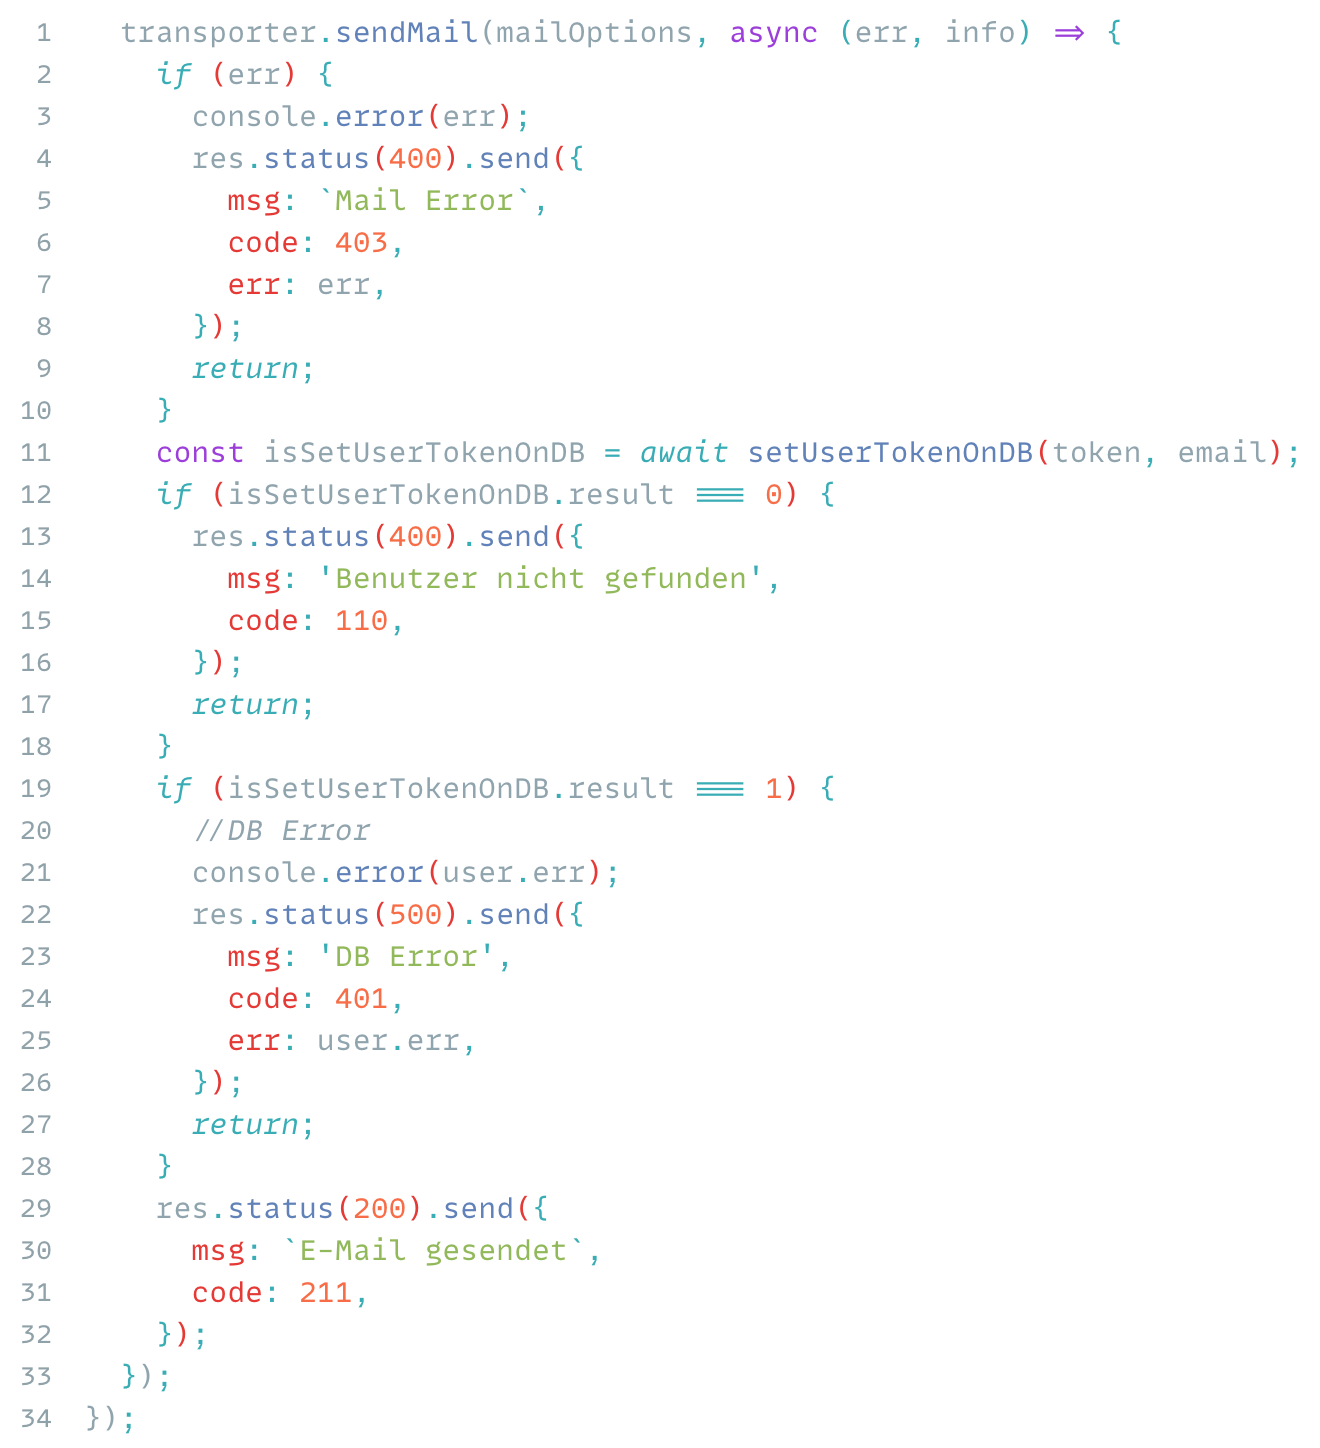 1 transporter.sendMail(mailOptions, async (err, info) => {
2 if (err) {
3 console.error(err);
4 res.status(400).send({
5 msg: `Mail Error`,
6 code: 403,
7 err: err,
8 });
9 return;
10 }
11 const isSetUserTokenOnDB = await setUserTokenOnDB(token, email);
12 if (isSetUserTokenOnDB.result === 0) {
13 res.status(400).send({
14 msg: 'Benutzer nicht gefunden',
15 code: 110,
16 });
17 return;
18 }
19 if (isSetUserTokenOnDB.result === 1) {
20 //DB Error
21 console.error(user.err);
22 res.status(500).send({
23 msg: 'DB Error',
24 code: 401,
25 err: user.err,
26 });
27 return;
28 }
29 res.status(200).send({
30 msg: `E-Mail gesendet`,
31 code: 211,
32 });
33 });
34 });